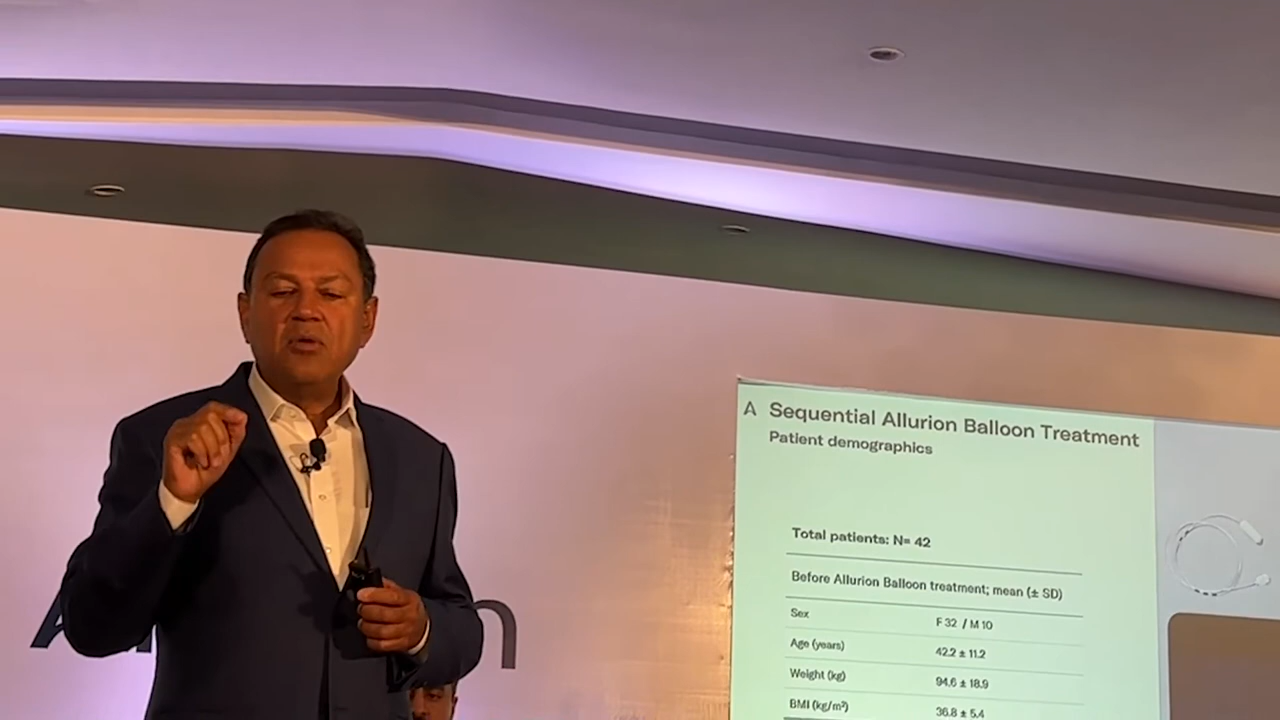 A Sequential Allurion Balloon Treatment
Patient demographics
Total patients: N= 42
Before Allurion Balloon treatment; mean (± SD)
Sex F 32 / M 10
Age (years) 42.2 ± 11.2
Weight (kg) 94.6 ± 18.9
BMI (kg/m²) 36.8 ± 5.4